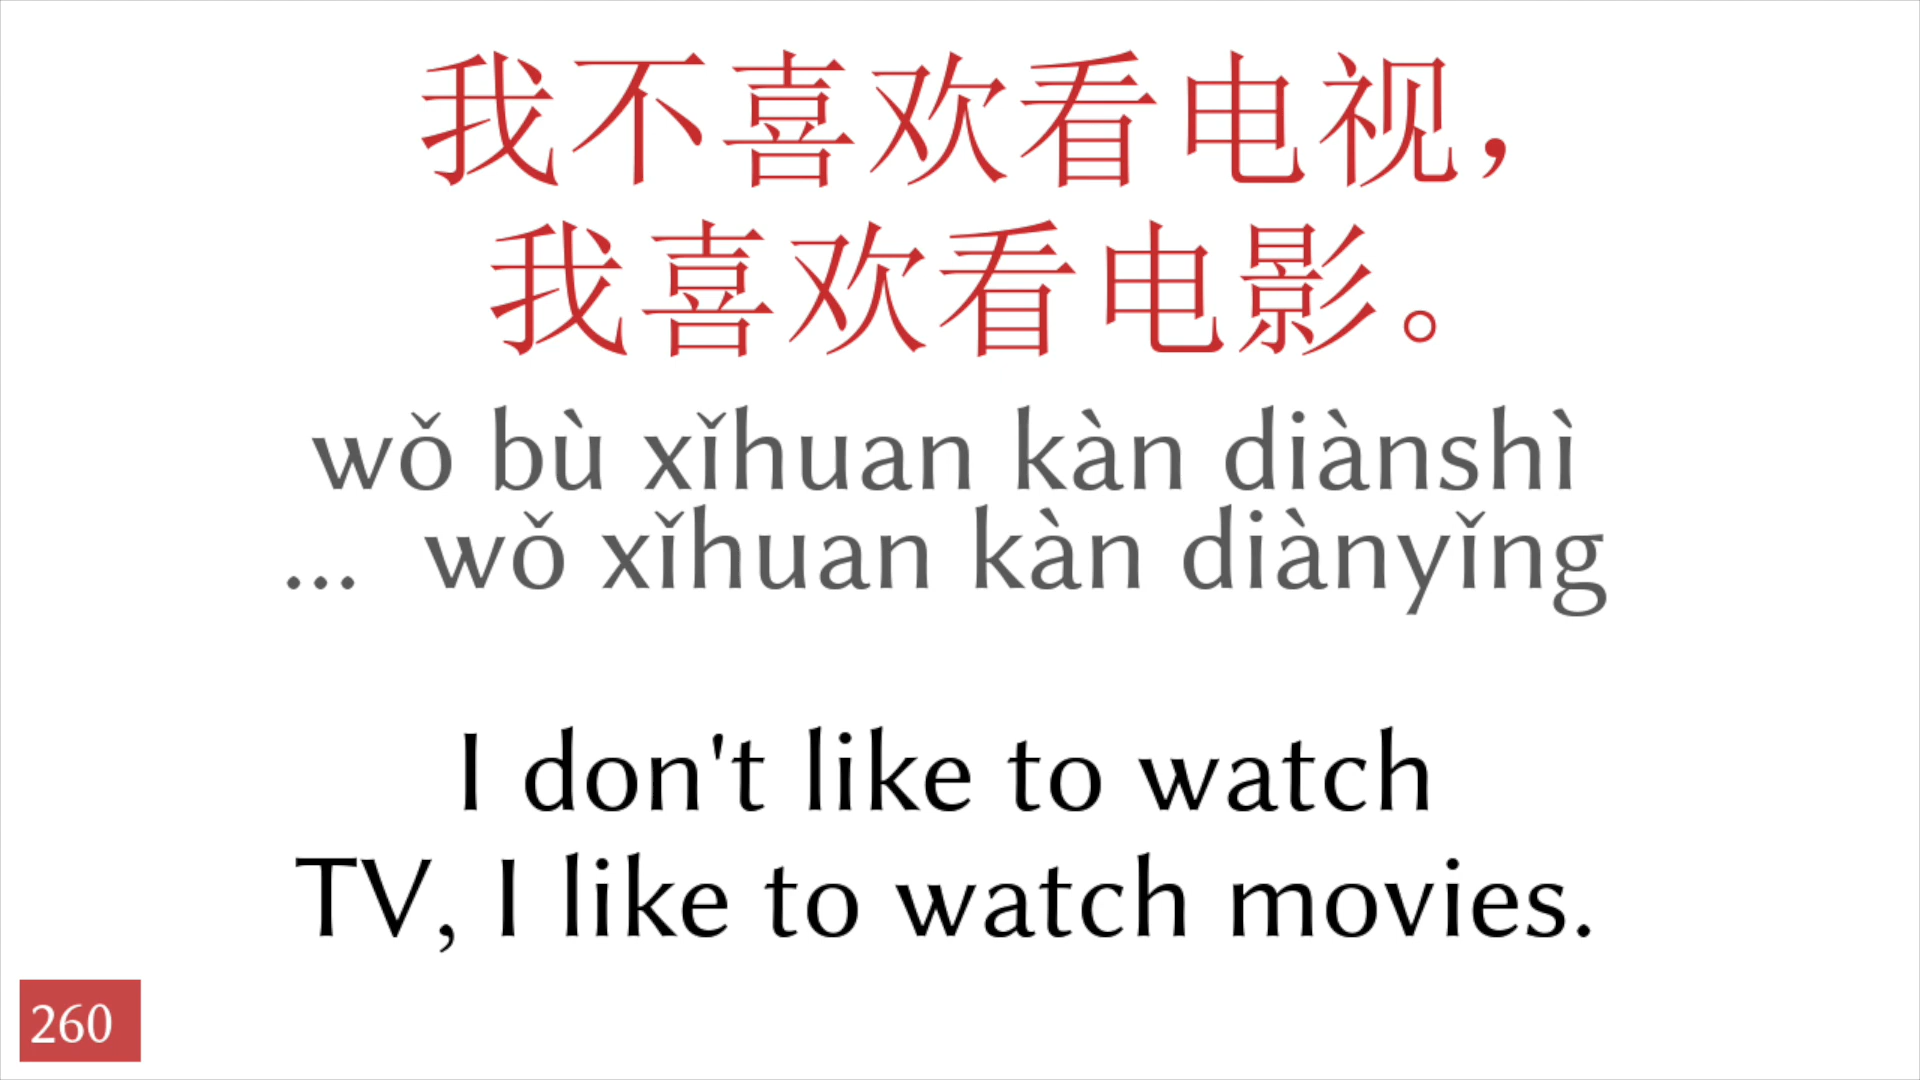 我不喜欢看电视，
我喜欢看电影。
wǒ bù xǐhuan kàn diànshì
... wǒ xǐhuan kàn diànyǐng
I don't like to watch
TV, I like to watch movies.
260